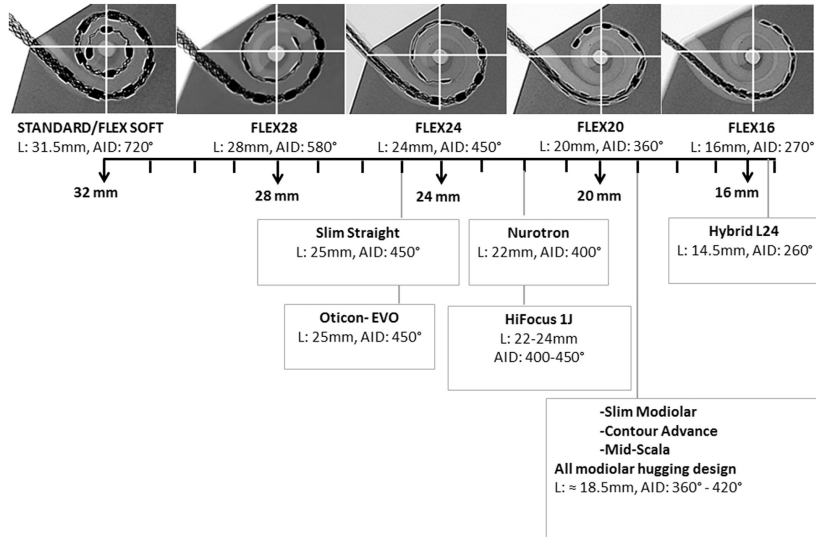 STANDARD/FLEX SOFT
L: 31.5mm, AID: 720°
FLEX28
L: 28mm, AID: 580°
FLEX24
L: 24mm, AID: 450°
FLEX20
L: 20mm, AID: 360°
FLEX16
L: 16mm, AID: 270°
32 mm
28 mm
24 mm
20 mm
16 mm
Slim Straight
L: 25mm, AID: 450°
Nurotron
L: 22mm, AID: 400°
Hybrid L24
L: 14.5mm, AID: 260°
Oticon- EVO
L: 25mm, AID: 450°
HiFocus 1J
L: 22-24mm
AID: 400-450°
-Slim Modiolar
-Contour Advance
-Mid-Scala
All modiolar hugging design
L: ≈ 18.5mm, AID: 360° - 420°